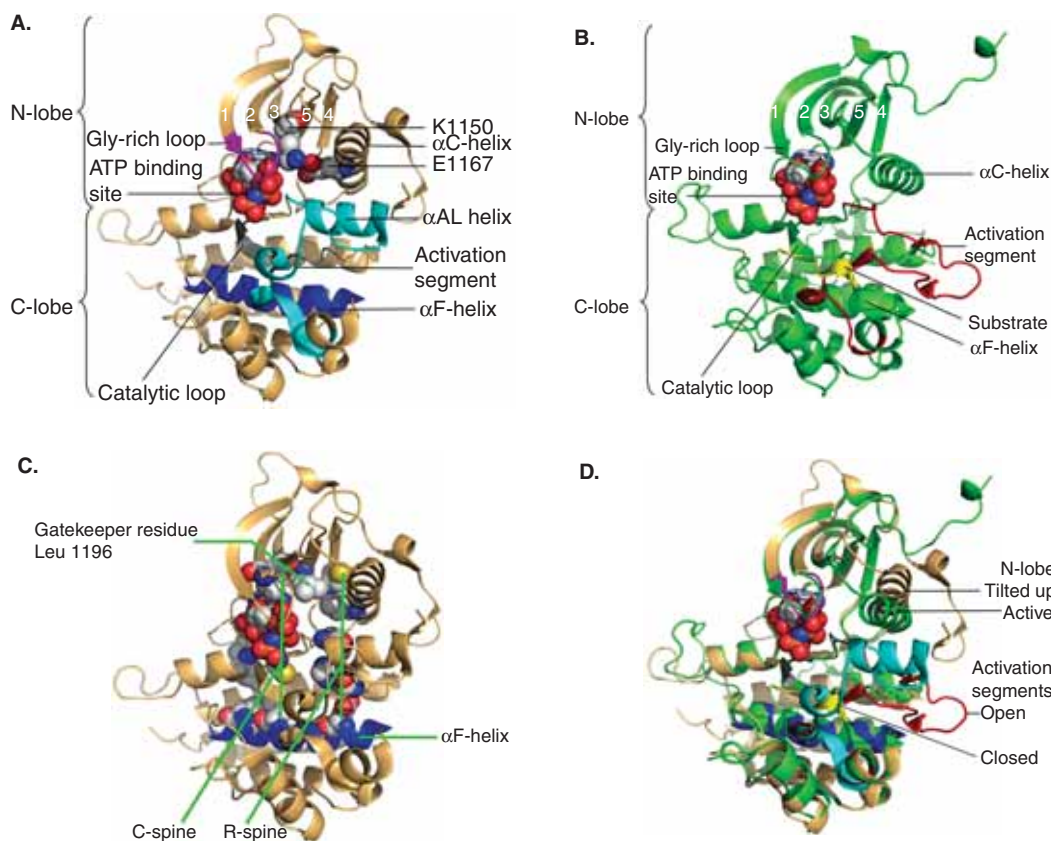 A.
N-lobe
1 2 3 5 4
Gly-rich loop
ATP binding
site
K1150
αC-helix
E1167
αAL helix
Activation
segment
C-lobe
αF-helix
Catalytic loop
B.
N-lobe
1 2 3 5 4
Gly-rich loop
ATP binding
site
αC-helix
Activation
segment
C-lobe
Substrate
αF-helix
Catalytic loop
C.
Gatekeeper residue
Leu 1196
αF-helix
C-spine R-spine
D.
N-lobe
Tilted up
Active
Activation
segments
Open
Closed